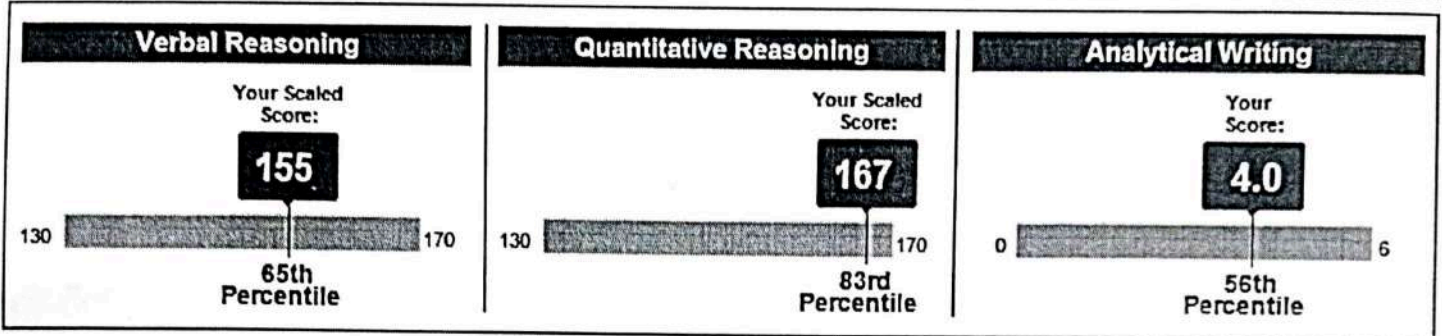 Verbal Reasoning
Your Scaled
Score:
155
130
170
65th
Percentile
Quantitative Reasoning
Your Scaled
Score:
167
130
170
83rd
Percentile
Analytical Writing
Your
Score:
4.0
0
6
56th
Percentile